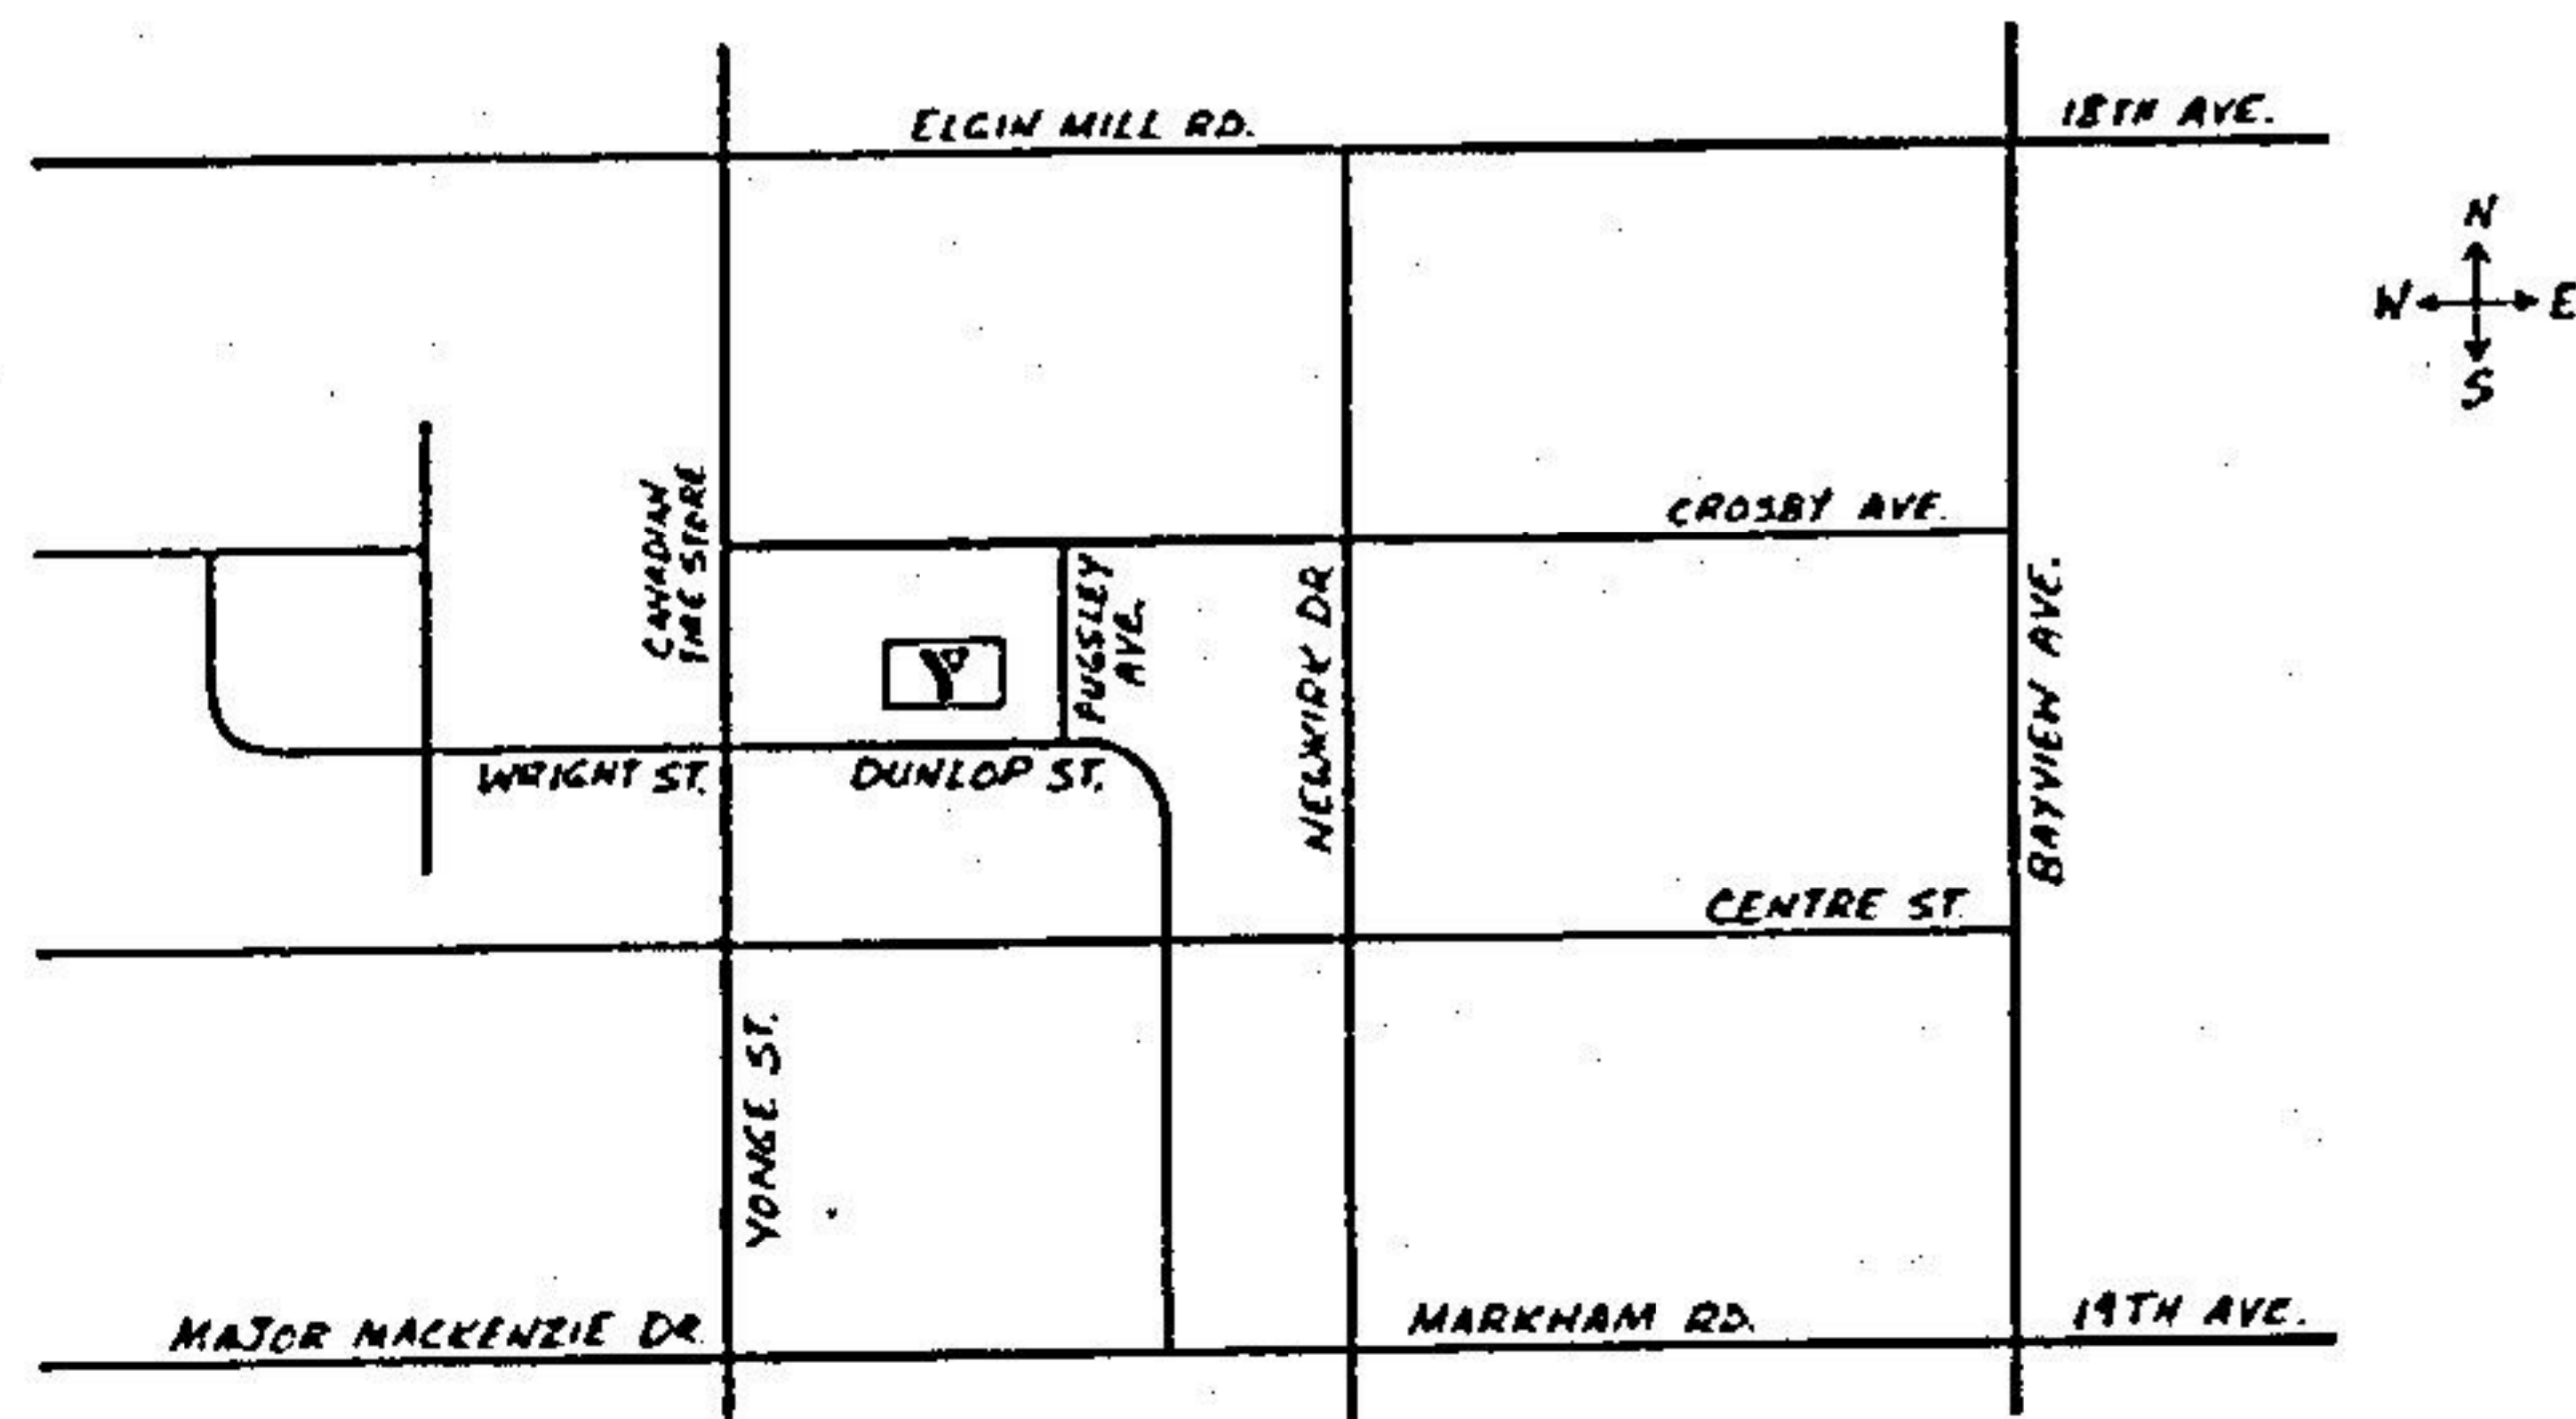 ELGIN MILL RD.
18TH AVE.
N
W E
S
CANADIN
TIRE STORE
CROSBY AVE.
PUGSLEY
AVE.
NEWKIRK DR
BAYVIEW AVE.
Y
WRIGHT ST.
DUNLOP ST.
CENTRE ST
YONGE ST.
MAJOR MACKENZIE DR
MARKHAM RD.
19TH AVE.